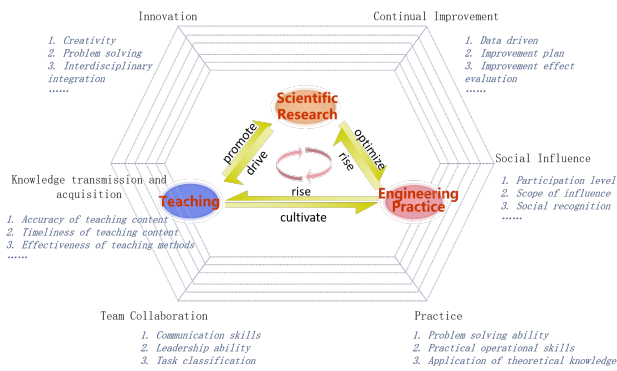 Innovation
1. Creativity
2. Problem solving
3. Interdisciplinary
integration
……
Continual Improvement
1. Data driven
2. Improvement plan
3. Improvement effect
evaluation
……
Scientific
Research
promote
drive
optimize
rise
Knowledge transmission and
acquisition
1. Accuracy of teaching content
2. Timeliness of teaching content
3. Effectiveness of teaching methods
……
Teaching
rise
cultivate
Engineering
Practice
Social Influence
1. Participation level
2. Scope of influence
3. Social recognition
……
Team Collaboration
1. Communication skills
2. Leadership ability
3. Task classification
Practice
1. Problem solving ability
2. Practical operational skills
3. Application of theoretical knowledge